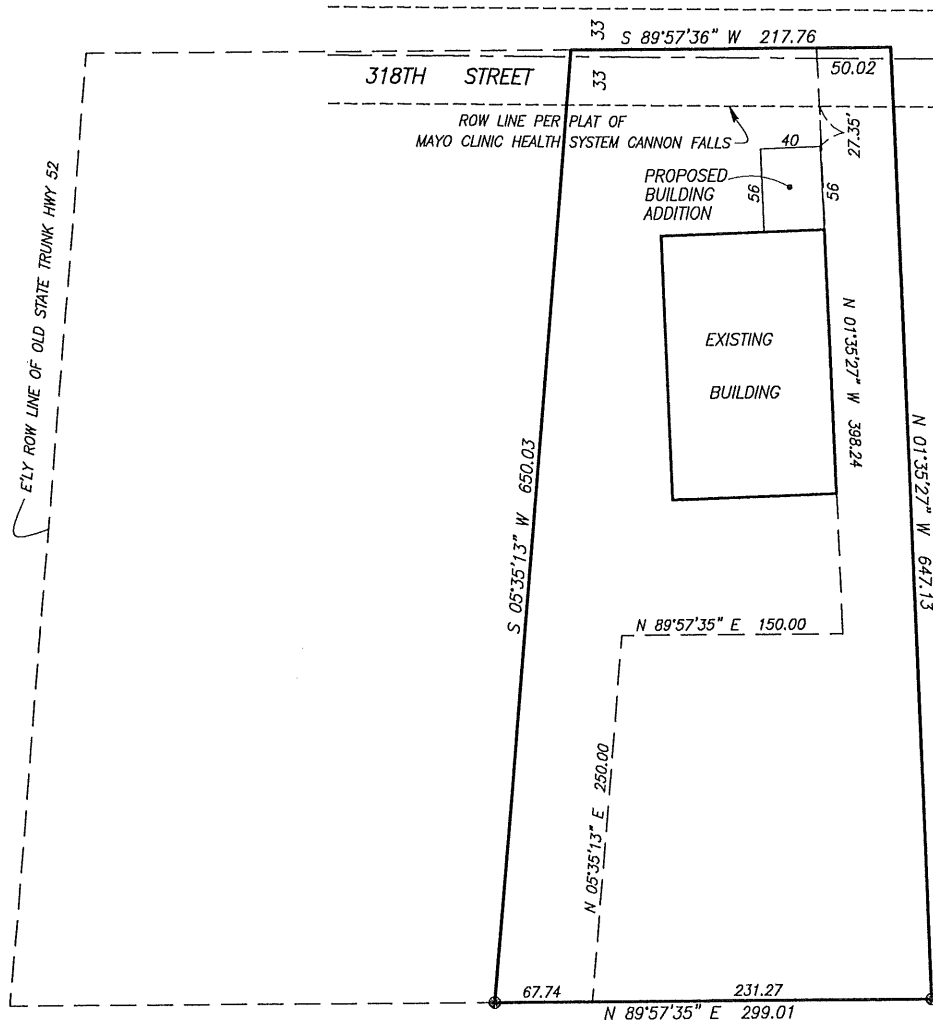 33
S 89°57'36" W 217.76
318TH STREET
33
50.02
ROW LINE PER PLAT OF
MAYO CLINIC HEALTH SYSTEM CANNON FALLS
40
27.35'
PROPOSED
BUILDING
ADDITION
56
56
E'LY ROW LINE OF OLD STATE TRUNK HWY 52
EXISTING
BUILDING
N 01°35'27" W 398.24
S 05°35'13" W 650.03
N 01°35'27" W 647.13
N 89°57'35" E 150.00
N 05°35'13" E 250.00
67.74
231.27
N 89°57'35" E 299.01